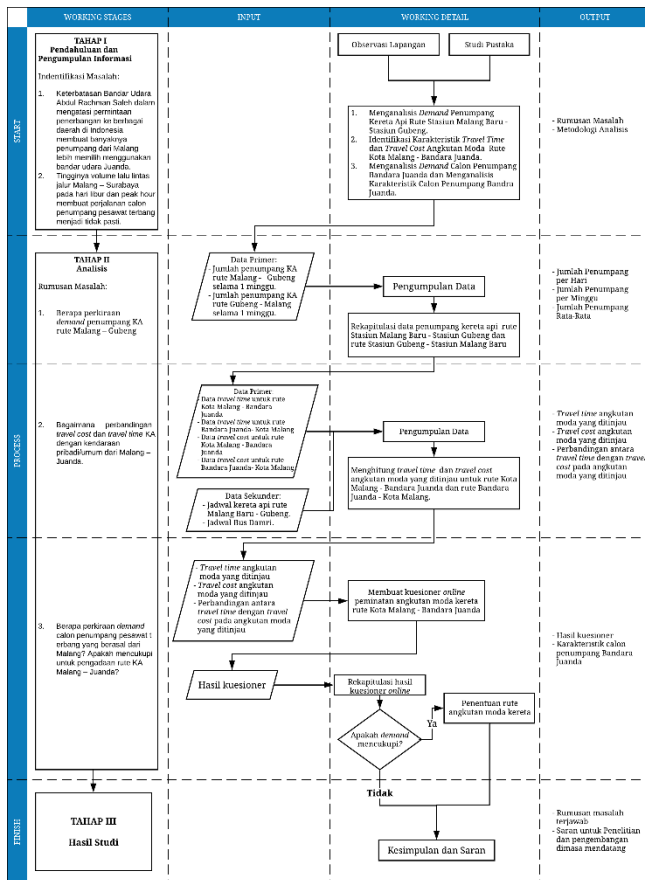 WORKING STAGES
INPUT
WORKING DETAIL
OUTPUT
START
TAHAP I
Pendahuluan dan
Pengumpulan Informasi
Indentifikasi Masalah:
1. Keterbatasan Bandar Udara
Abdul Rachman Saleh dalam
mengatasi permintaan
penerbangan ke berbagai
daerah di Indonesia
membuat banyaknya
penumpang dari Malang
lebih memilih menggunakan
bandar udara Juanda.
2. Tingginya volume lalu lintas
jalur Malang – Surabaya
pada hari libur dan peak hour
membuat perjalanan calon
penumpang pesawat terbang
menjadi tidak pasti.
Observasi Lapangan
Studi Pustaka
1. Menganalisis Demand Penumpang
Kereta Api Rute Stasiun Malang Baru -
Stasiun Gubeng.
2. Identifikasi Karakteristik Travel Time
dan Travel Cost Angkutan Moda Rute
Kota Malang - Bandara Juanda.
3. Menganalisis Demand Calon Penumpang
Bandara Juanda dan Menganalisis
Karakteristik Calon Penumpang Bandra
Juanda.
- Rumusan Masalah
- Metodologi Analisis
PROCESS
TAHAP II
Analisis
Rumusan Masalah:
1. Berapa perkiraan
demand penumpang KA
rute Malang – Gubeng
Data Primer:
- Jumlah penumpang KA
rute Malang - Gubeng
selama 1 minggu.
- Jumlah penumpang KA
rute Gubeng - Malang
selama 1 minggu.
Pengumpulan Data
Rekapitulasi data penumpang kereta api rute
Stasiun Malang Baru - Stasiun Gubeng dan
rute Stasiun Gubeng - Stasiun Malang Baru
- Jumlah Penumpang
per Hari
- Jumlah Penumpang
per Minggu
- Jumlah Penumpang
Rata-Rata
2. Bagaimana perbandingan
travel cost dan travel time KA
dengan kendaraan
pribadi/umum dari Malang –
Juanda.
Data Primer
- Data travel time untuk rute
Kota Malang - Bandara
Juanda
- Data travel time untuk rute
Bandara Juanda- Kota Malang
- Data travel cost untuk rute
Kota Malang - Bandara
Juanda
Data travel cost untuk rute
Bandara Juanda- Kota Malang
Data Sekunder:
- Jadwal kereta api rute
Malang Baru - Gubeng.
- Jadwal Bus Damri.
Pengumpulan Data
Menghitung travel time dan travel cost
angkutan moda yang ditinjau untuk rute Kota
Malang - Bandara Juanda dan rute Bandara
Juanda - Kota Malang.
- Travel time angkutan
moda yang ditinjau
- Travel cost angkutan
moda yang ditinjau
- Perbandingan antara
travel time dengan travel
cost pada angkutan
moda yang ditinjau
3. Berapa perkiraan demand
calon penumpang pesawat t
erbang yang berasal dari
Malang? Apakah mencukupi
untuk pengadaan rute KA
Malang – Juanda?
- Travel time angkutan
moda yang ditinjau
- Travel cost angkutan
moda yang ditinjau
- Perbandingan antara
travel time dengan travel
cost pada angkutan moda
yang ditinjau
Membuat kuesioner online
peminatan angkutan moda kereta
rute Kota Malang - Bandara Juanda
Hasil kuesioner
Rekapitulasi hasil
kuesioner online
Apakah demand
mencukupi?
Ya
Penentuan rute
angkutan moda kereta
Tidak
- Hasil kuesioner
- Karakteristik calon
penumpang Bandara
Juanda
FINISH
TAHAP III
Hasil Studi
Kesimpulan dan Saran
- Rumusan masalah
terjawab
- Saran untuk Penelitian
dan pengembangan
dimasa mendatang